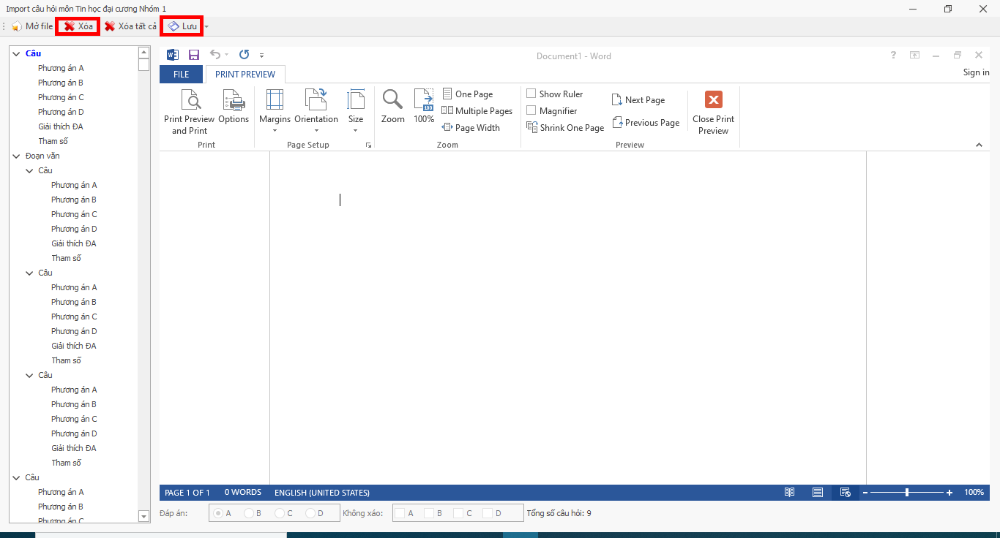 Import câu hỏi môn Tin học đại cương Nhóm 1
Mở file Xóa Xóa tất cả Lưu
Câu
Phương án A
Phương án B
Phương án C
Phương án D
Giải thích ĐA
Tham số
Đoạn văn
Câu
Phương án A
Phương án B
Phương án C
Phương án D
Giải thích ĐA
Tham số
Câu
Phương án A
Phương án B
Phương án C
Phương án D
Giải thích ĐA
Tham số
Câu
Phương án A
Phương án B
Phương án C
Phương án D
Giải thích ĐA
Tham số
Câu
Phương án A
Phương án B
Phương án C
Document1 - Word
FILE PRINT PREVIEW Sign in
Print Preview and Print
Options
Print
Margins
Orientation
Size
Page Setup
Zoom
100%
One Page
Multiple Pages
Page Width
Zoom
Show Ruler
Magnifier
Shrink One Page
Next Page
Previous Page
Close Print Preview
Preview
PAGE 1 OF 1 0 WORDS ENGLISH (UNITED STATES) 100%
Đáp án: A B C D Không xáo: A B C D Tổng số câu hỏi: 9